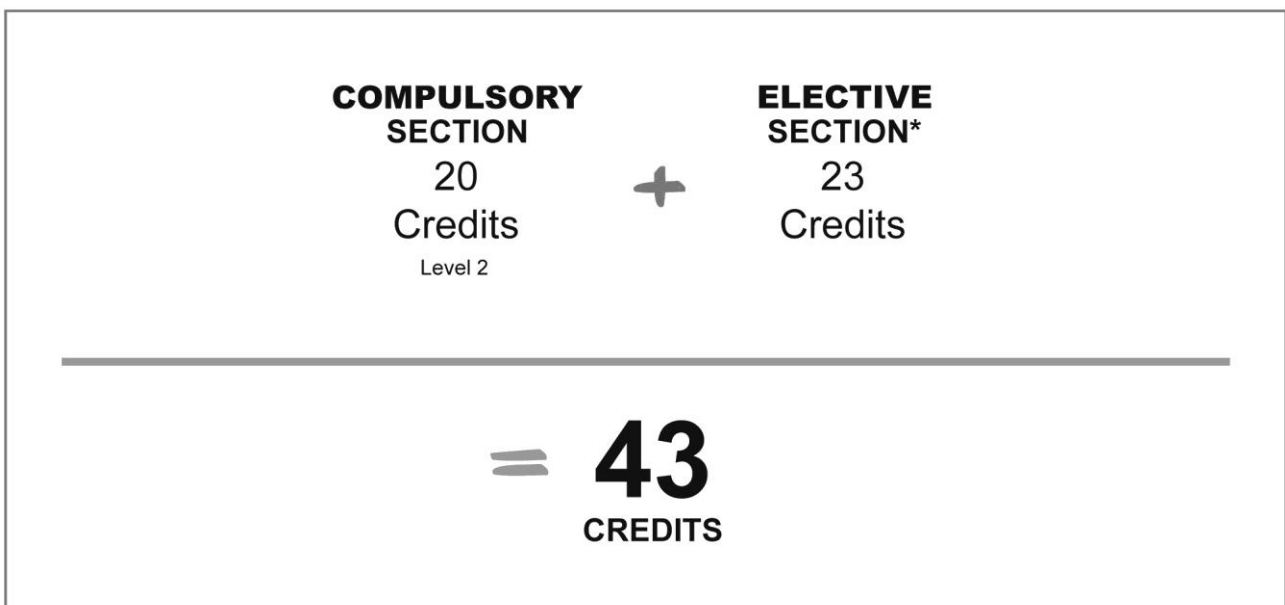 COMPULSORY
SECTION
20
Credits
Level 2
+
ELECTIVE
SECTION*
23
Credits
= 43
CREDITS